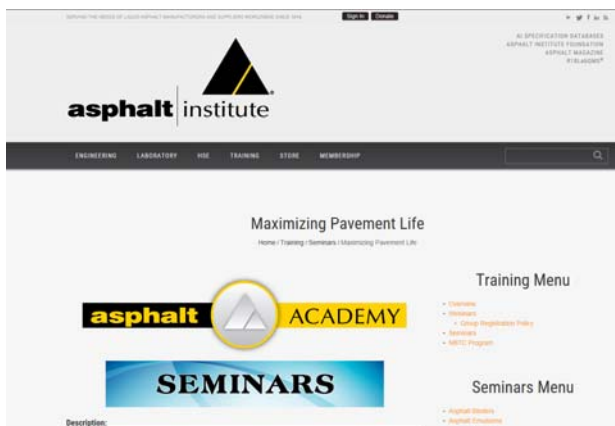 SERVING THE NEEDS OF LIQUID ASPHALT MANUFACTURERS AND SUPPLIERS WORLDWIDE SINCE 1919
Sign In
Donate
AI SPECIFICATION DATABASES
ASPHALT INSTITUTE FOUNDATION
ASPHALT MAGAZINE
asphalt institute
ENGINEERING LABORATORY HSE TRAINING STORE MEMBERSHIP
Maximizing Pavement Life
Home / Training / Seminars / Maximizing Pavement Life
asphalt ACADEMY
SEMINARS
Description:
Training Menu
Overview
Webinars
Group Registration Policy
Seminars
NBTC Program
Seminars Menu
Asphalt Binders
Asphalt Emulsions